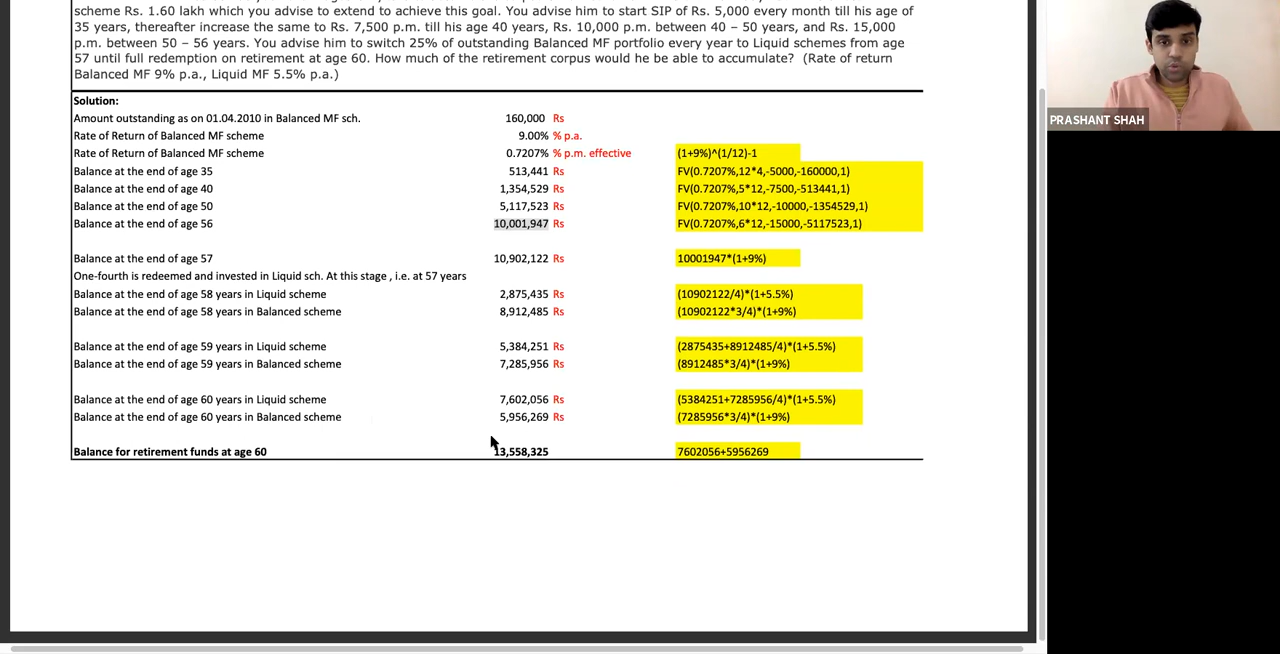 scheme Rs. 1.60 lakh which you advise to extend to achieve this goal. You advise him to start SIP of Rs. 5,000 every month till his age of
35 years, thereafter increase the same to Rs. 7,500 p.m. till his age 40 years, Rs. 10,000 p.m. between 40 – 50 years, and Rs. 15,000
p.m. between 50 – 56 years. You advise him to switch 25% of outstanding Balanced MF portfolio every year to Liquid schemes from age
57 until full redemption on retirement at age 60. How much of the retirement corpus would he be able to accumulate? (Rate of return
Balanced MF 9% p.a., Liquid MF 5.5% p.a.)
Solution:
Amount outstanding as on 01.04.2010 in Balanced MF sch. 160,000 Rs
Rate of Return of Balanced MF scheme 9.00% % p.a.
Rate of Return of Balanced MF scheme 0.7207% % p.m. effective (1+9%)^(1/12)-1
Balance at the end of age 35 513,441 Rs FV(0.7207%,12*4,-5000,-160000,1)
Balance at the end of age 40 1,354,529 Rs FV(0.7207%,5*12,-7500,-513441,1)
Balance at the end of age 50 5,117,523 Rs FV(0.7207%,10*12,-10000,-1354529,1)
Balance at the end of age 56 10,001,947 Rs FV(0.7207%,6*12,-15000,-5117523,1)
Balance at the end of age 57 10,902,122 Rs 10001947*(1+9%)
One-fourth is redeemed and invested in Liquid sch. At this stage , i.e. at 57 years
Balance at the end of age 58 years in Liquid scheme 2,875,435 Rs (10902122/4)*(1+5.5%)
Balance at the end of age 58 years in Balanced scheme 8,912,485 Rs (10902122*3/4)*(1+9%)
Balance at the end of age 59 years in Liquid scheme 5,384,251 Rs (2875435+8912485/4)*(1+5.5%)
Balance at the end of age 59 years in Balanced scheme 7,285,956 Rs (8912485*3/4)*(1+9%)
Balance at the end of age 60 years in Liquid scheme 7,602,056 Rs (5384251+7285956/4)*(1+5.5%)
Balance at the end of age 60 years in Balanced scheme 5,956,269 Rs (7285956*3/4)*(1+9%)
Balance for retirement funds at age 60 13,558,325 7602056+5956269
PRASHANT SHAH